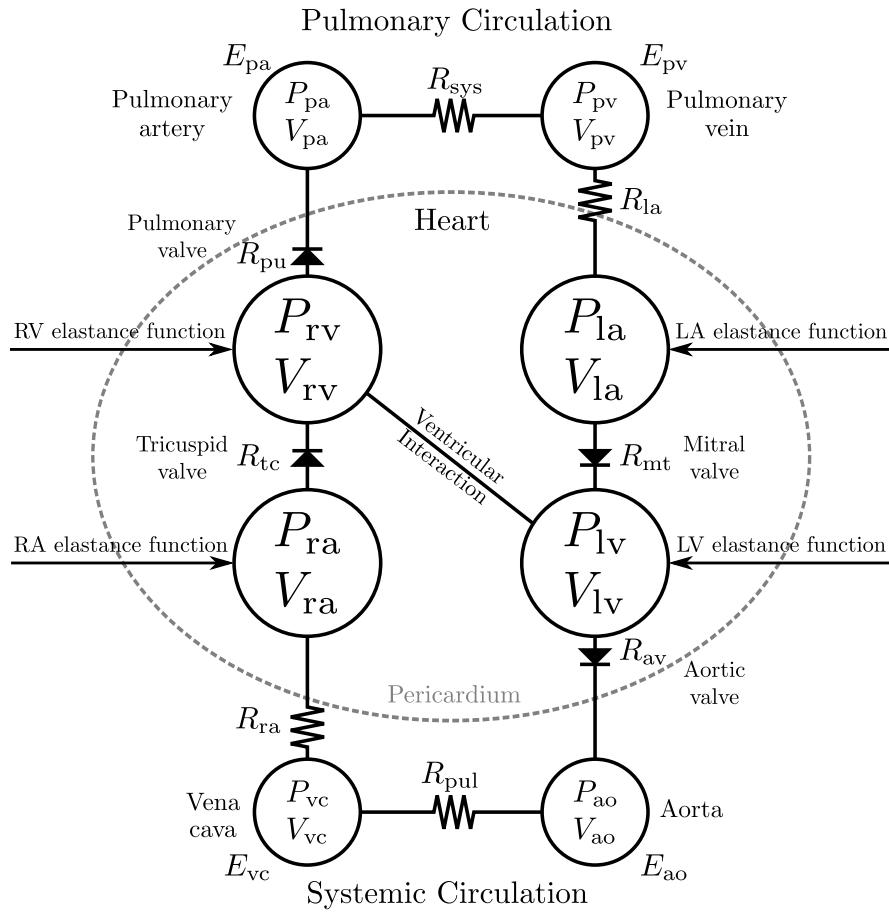 Pulmonary Circulation
E_pa
R_sys
E_pv
Pulmonary
artery
P_pa
V_pa
P_pv
V_pv
Pulmonary
vein
R_la
Heart
Pulmonary
valve
R_pu
RV elastance function
P_rv
V_rv
P_la
V_la
LA elastance function
Ventricular
Interaction
Tricuspid
valve
R_tc
R_mt
Mitral
valve
RA elastance function
P_ra
V_ra
P_lv
V_lv
LV elastance function
R_av
Aortic
valve
Pericardium
R_ra
R_pul
Vena
cava
P_vc
V_vc
P_ao
V_ao
Aorta
E_vc
E_ao
Systemic Circulation